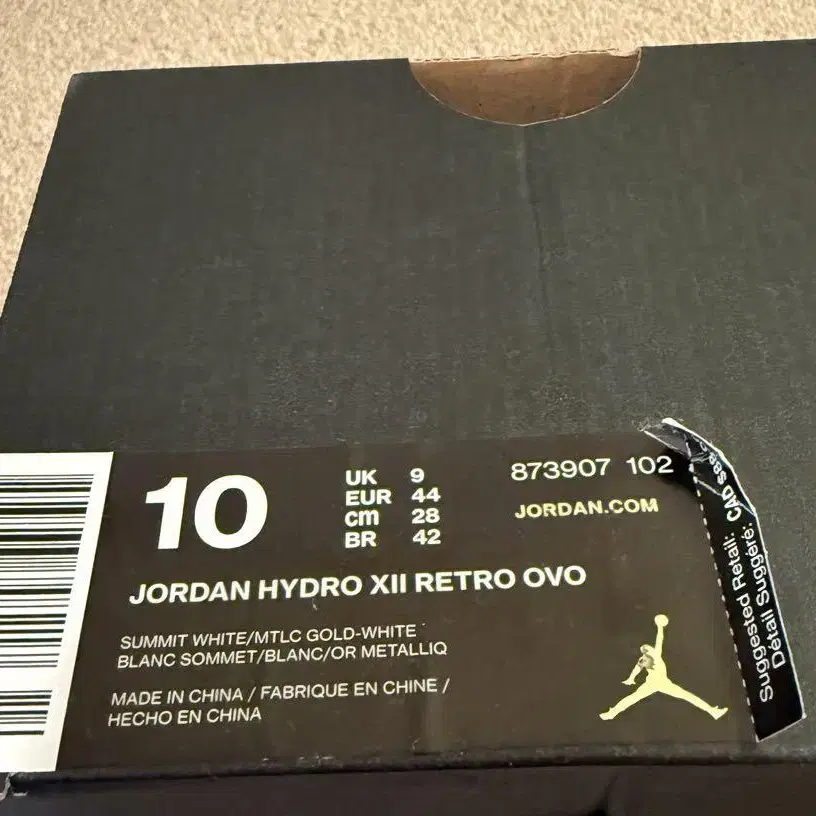 10
UK 9
EUR 44
cm 28
BR 42
873907 102
JORDAN.COM
JORDAN HYDRO XII RETRO OVO
SUMMIT WHITE/MTLC GOLD-WHITE
BLANC SOMMET/BLANC/OR METALLIQ
MADE IN CHINA / FABRIQUE EN CHINE /
HECHO EN CHINA
Suggested Retail: CAD
Détail Suggéré: